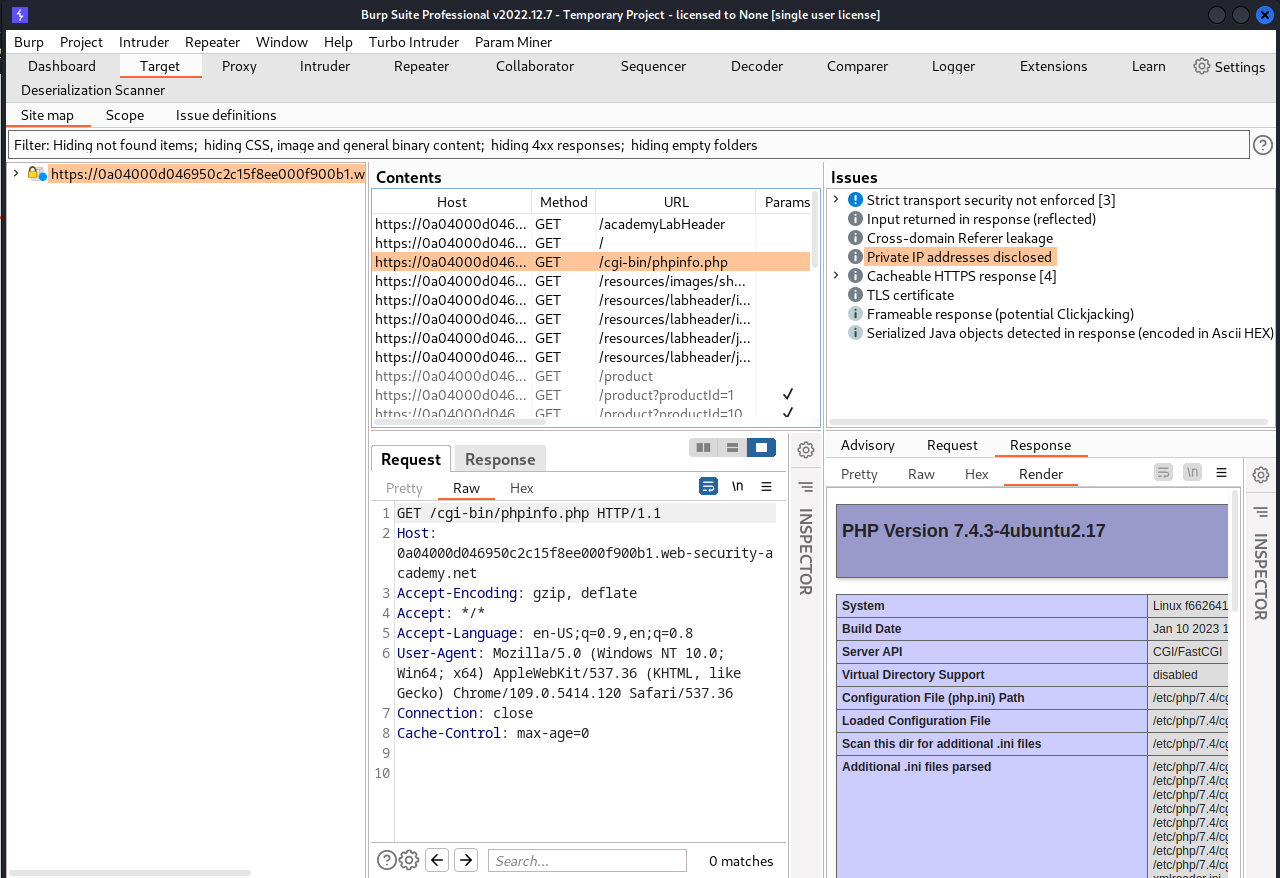 Burp Suite Professional v2022.12.7 - Temporary Project - licensed to None [single user license]
Burp Project Intruder Repeater Window Help Turbo Intruder Param Miner
Dashboard Target Proxy Intruder Repeater Collaborator Sequencer Decoder Comparer Logger Extensions Learn Settings
Deserialization Scanner
Site map Scope Issue definitions
Filter: Hiding not found items; hiding CSS, image and general binary content; hiding 4xx responses; hiding empty folders
https://0a04000d046950c2c15f8ee000f900b1.w
Contents
Host Method URL Params
https://0a04000d046... GET /academyLabHeader
https://0a04000d046... GET /
https://0a04000d046... GET /cgi-bin/phpinfo.php
https://0a04000d046... GET /resources/images/sh...
https://0a04000d046... GET /resources/labheader/i...
https://0a04000d046... GET /resources/labheader/i...
https://0a04000d046... GET /resources/labheader/j...
https://0a04000d046... GET /resources/labheader/j...
https://0a04000d046... GET /product
https://0a04000d046... GET /product?productId=1 ✓
https://0a04000d046 GET /product?productId=10 ✓
Issues
Strict transport security not enforced [3]
Input returned in response (reflected)
Cross-domain Referer leakage
Private IP addresses disclosed
Cacheable HTTPS response [4]
TLS certificate
Frameable response (potential Clickjacking)
Serialized Java objects detected in response (encoded in Ascii HEX)
Request Response
Pretty Raw Hex \n
1 GET /cgi-bin/phpinfo.php HTTP/1.1
2 Host:
0a04000d046950c2c15f8ee000f900b1.web-security-a
cademy.net
3 Accept-Encoding: gzip, deflate
4 Accept: */*
5 Accept-Language: en-US;q=0.9,en;q=0.8
6 User-Agent: Mozilla/5.0 (Windows NT 10.0;
Win64; x64) AppleWebKit/537.36 (KHTML, like
Gecko) Chrome/109.0.5414.120 Safari/537.36
7 Connection: close
8 Cache-Control: max-age=0
9
10
Search... 0 matches
INSPECTOR
Advisory Request Response
Pretty Raw Hex Render \n
PHP Version 7.4.3-4ubuntu2.17
System Linux f662641
Build Date Jan 10 2023 1
Server API CGI/FastCGI
Virtual Directory Support disabled
Configuration File (php.ini) Path /etc/php/7.4/cg
Loaded Configuration File /etc/php/7.4/cg
Scan this dir for additional .ini files /etc/php/7.4/cg
Additional .ini files parsed /etc/php/7.4/cg
/etc/php/7.4/cg
/etc/php/7.4/cg
/etc/php/7.4/cg
/etc/php/7.4/cg
/etc/php/7.4/cg
/etc/php/7.4/cg
/etc/php/7.4/cg
xmlreader.ini
INSPECTOR